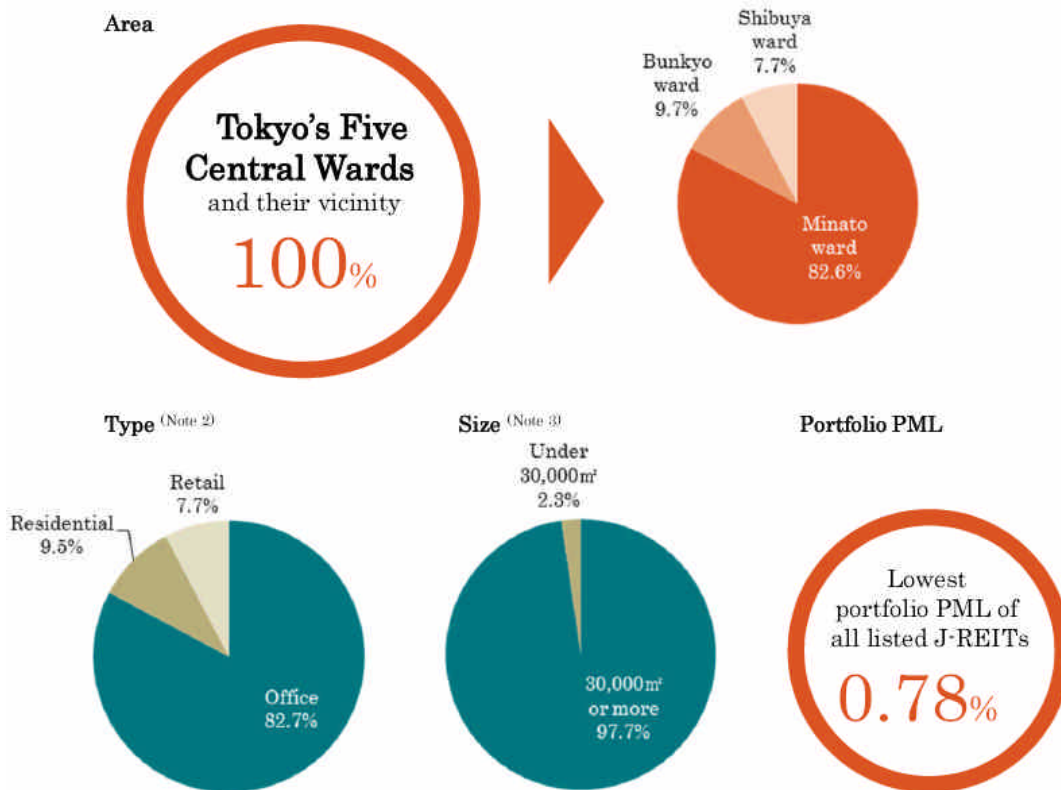 Area
Tokyo's Five
Central Wards
and their vicinity
100%
Shibuya
ward
7.7%
Bunkyo
ward
9.7%
Minato
ward
82.6%
Type (Note 2)
Retail
7.7%
Residential
9.5%
Office
82.7%
Size (Note 3)
Under
30,000㎡
2.3%
30,000㎡
or more
97.7%
Portfolio PML
Lowest
portfolio PML of
all listed J-REITs
0.78%